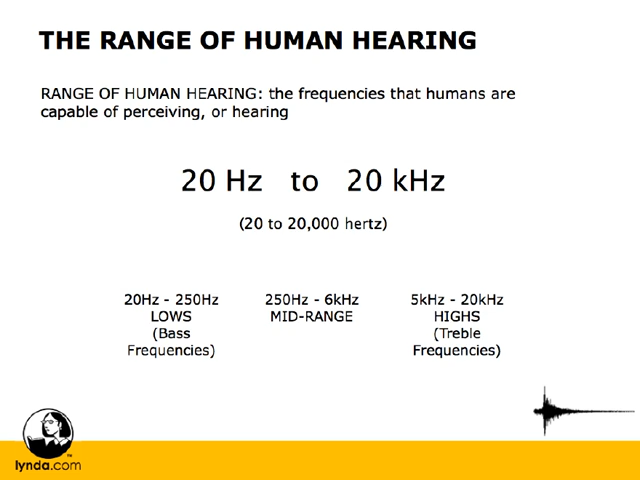 THE RANGE OF HUMAN HEARING
RANGE OF HUMAN HEARING: the frequencies that humans are
capable of perceiving, or hearing
20 Hz to 20 kHz
(20 to 20,000 hertz)
20Hz - 250Hz
LOWS
(Bass
Frequencies)
250Hz - 6kHz
MID-RANGE
5kHz - 20kHz
HIGHS
(Treble
Frequencies)
lynda.com